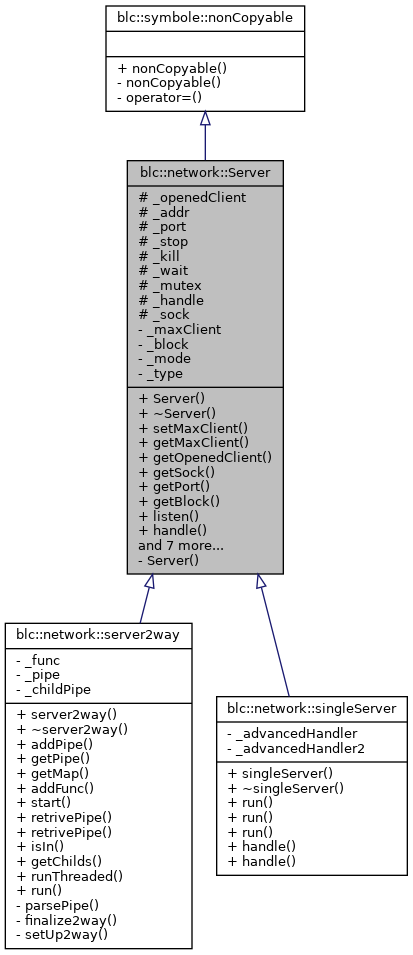 blc::symbole::nonCopyable
+ nonCopyable()
- nonCopyable()
- operator=()
blc::network::Server
# _openedClient
# _addr
# _port
# _stop
# _kill
# _wait
# _mutex
# _handle
# _sock
- _maxClient
- _block
- _mode
- _type
+ Server()
+ ~Server()
+ setMaxClient()
+ getMaxClient()
+ getOpenedClient()
+ getSock()
+ getPort()
+ getBlock()
+ listen()
+ handle()
and 7 more...
- Server()
blc::network::server2way
- _func
- _pipe
- _childPipe
+ server2way()
+ ~server2way()
+ addPipe()
+ getPipe()
+ getMap()
+ addFunc()
+ start()
+ retrivePipe()
+ retrivePipe()
+ isIn()
+ getChilds()
+ runThreaded()
+ run()
- parsePipe()
- finalize2way()
- setUp2way()
blc::network::singleServer
- _advancedHandler
- _advancedHandler2
+ singleServer()
+ ~singleServer()
+ run()
+ run()
+ run()
+ handle()
+ handle()